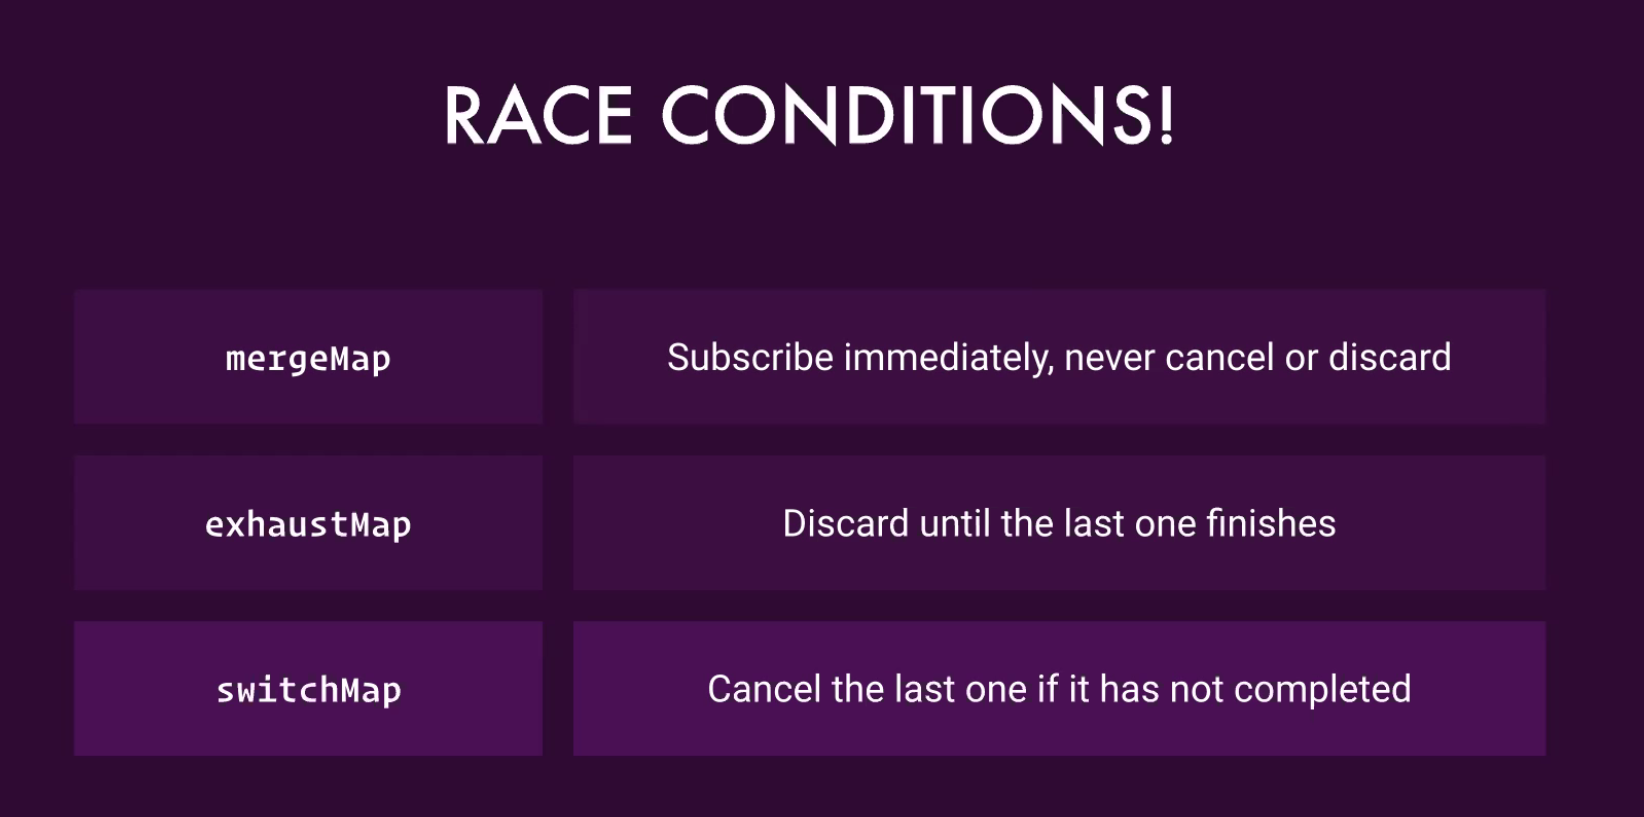 RACE CONDITIONS!
mergeMap
Subscribe immediately, never cancel or discard
exhaustMap
Discard until the last one finishes
switchMap
Cancel the last one if it has not completed